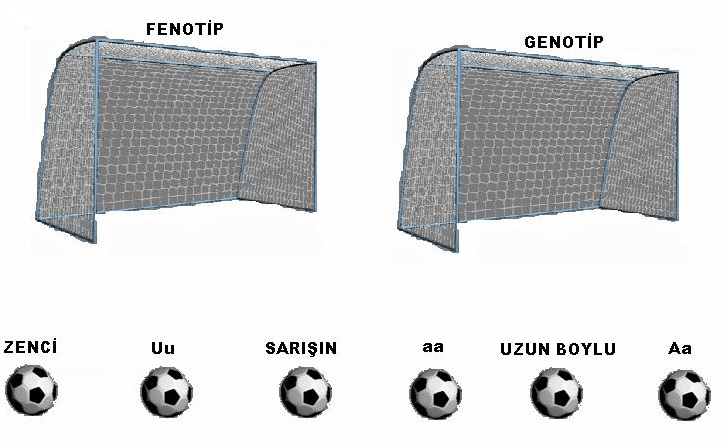 FENOTİP
GENOTİP
ZENCİ
Uu
SARIŞIN
aa
UZUN BOYLU
Aa